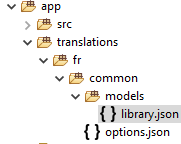 app
src
translations
fr
common
models
library.json
options.json